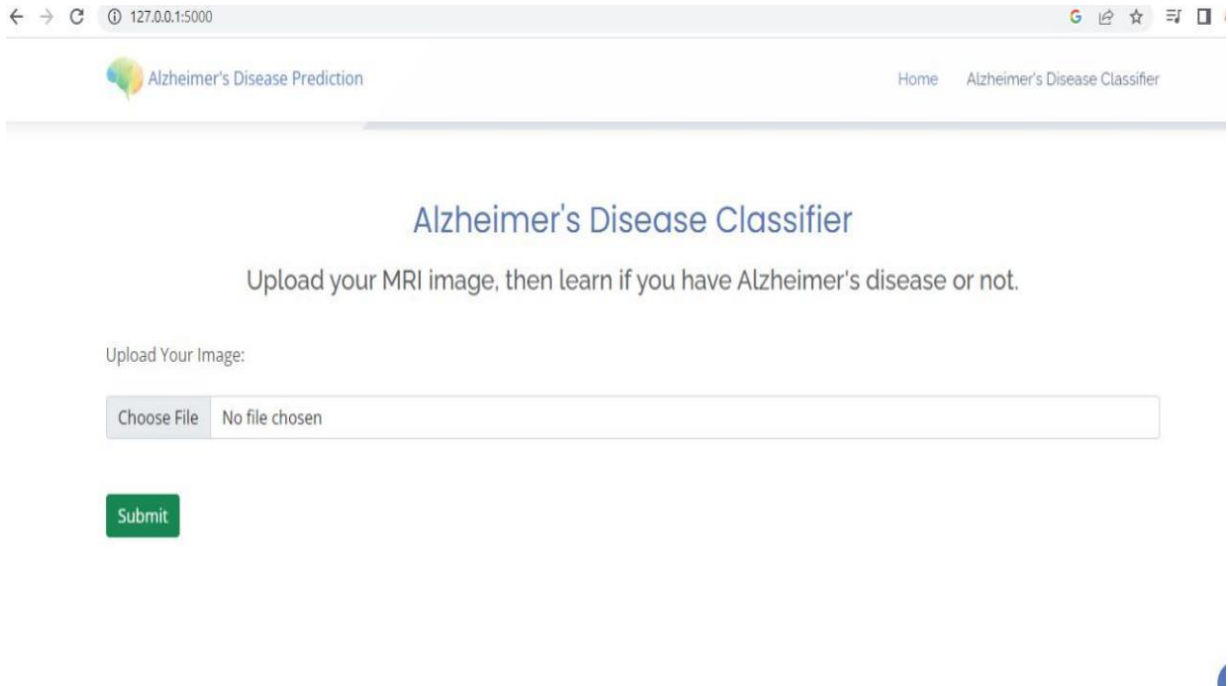 127.0.0.1:5000
Alzheimer's Disease Prediction
Home Alzheimer's Disease Classifier
Alzheimer's Disease Classifier
Upload your MRI image, then learn if you have Alzheimer's disease or not.
Upload Your Image:
Choose File No file chosen
Submit